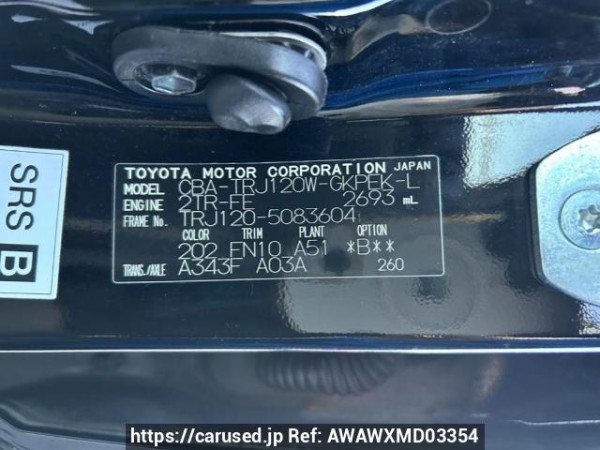 SRS B
TOYOTA MOTOR CORPORATION JAPAN
MODEL CBA-TRJ120W-GKPEK-L
ENGINE 2TR-FE 2693 mL
FRAME No. TRJ120-5083604
COLOR TRIM PLANT OPTION
202 FN10 A51 *B**
TRANS./AXLE A343F A03A 260
https://carused.jp Ref: AWAWXMD03354